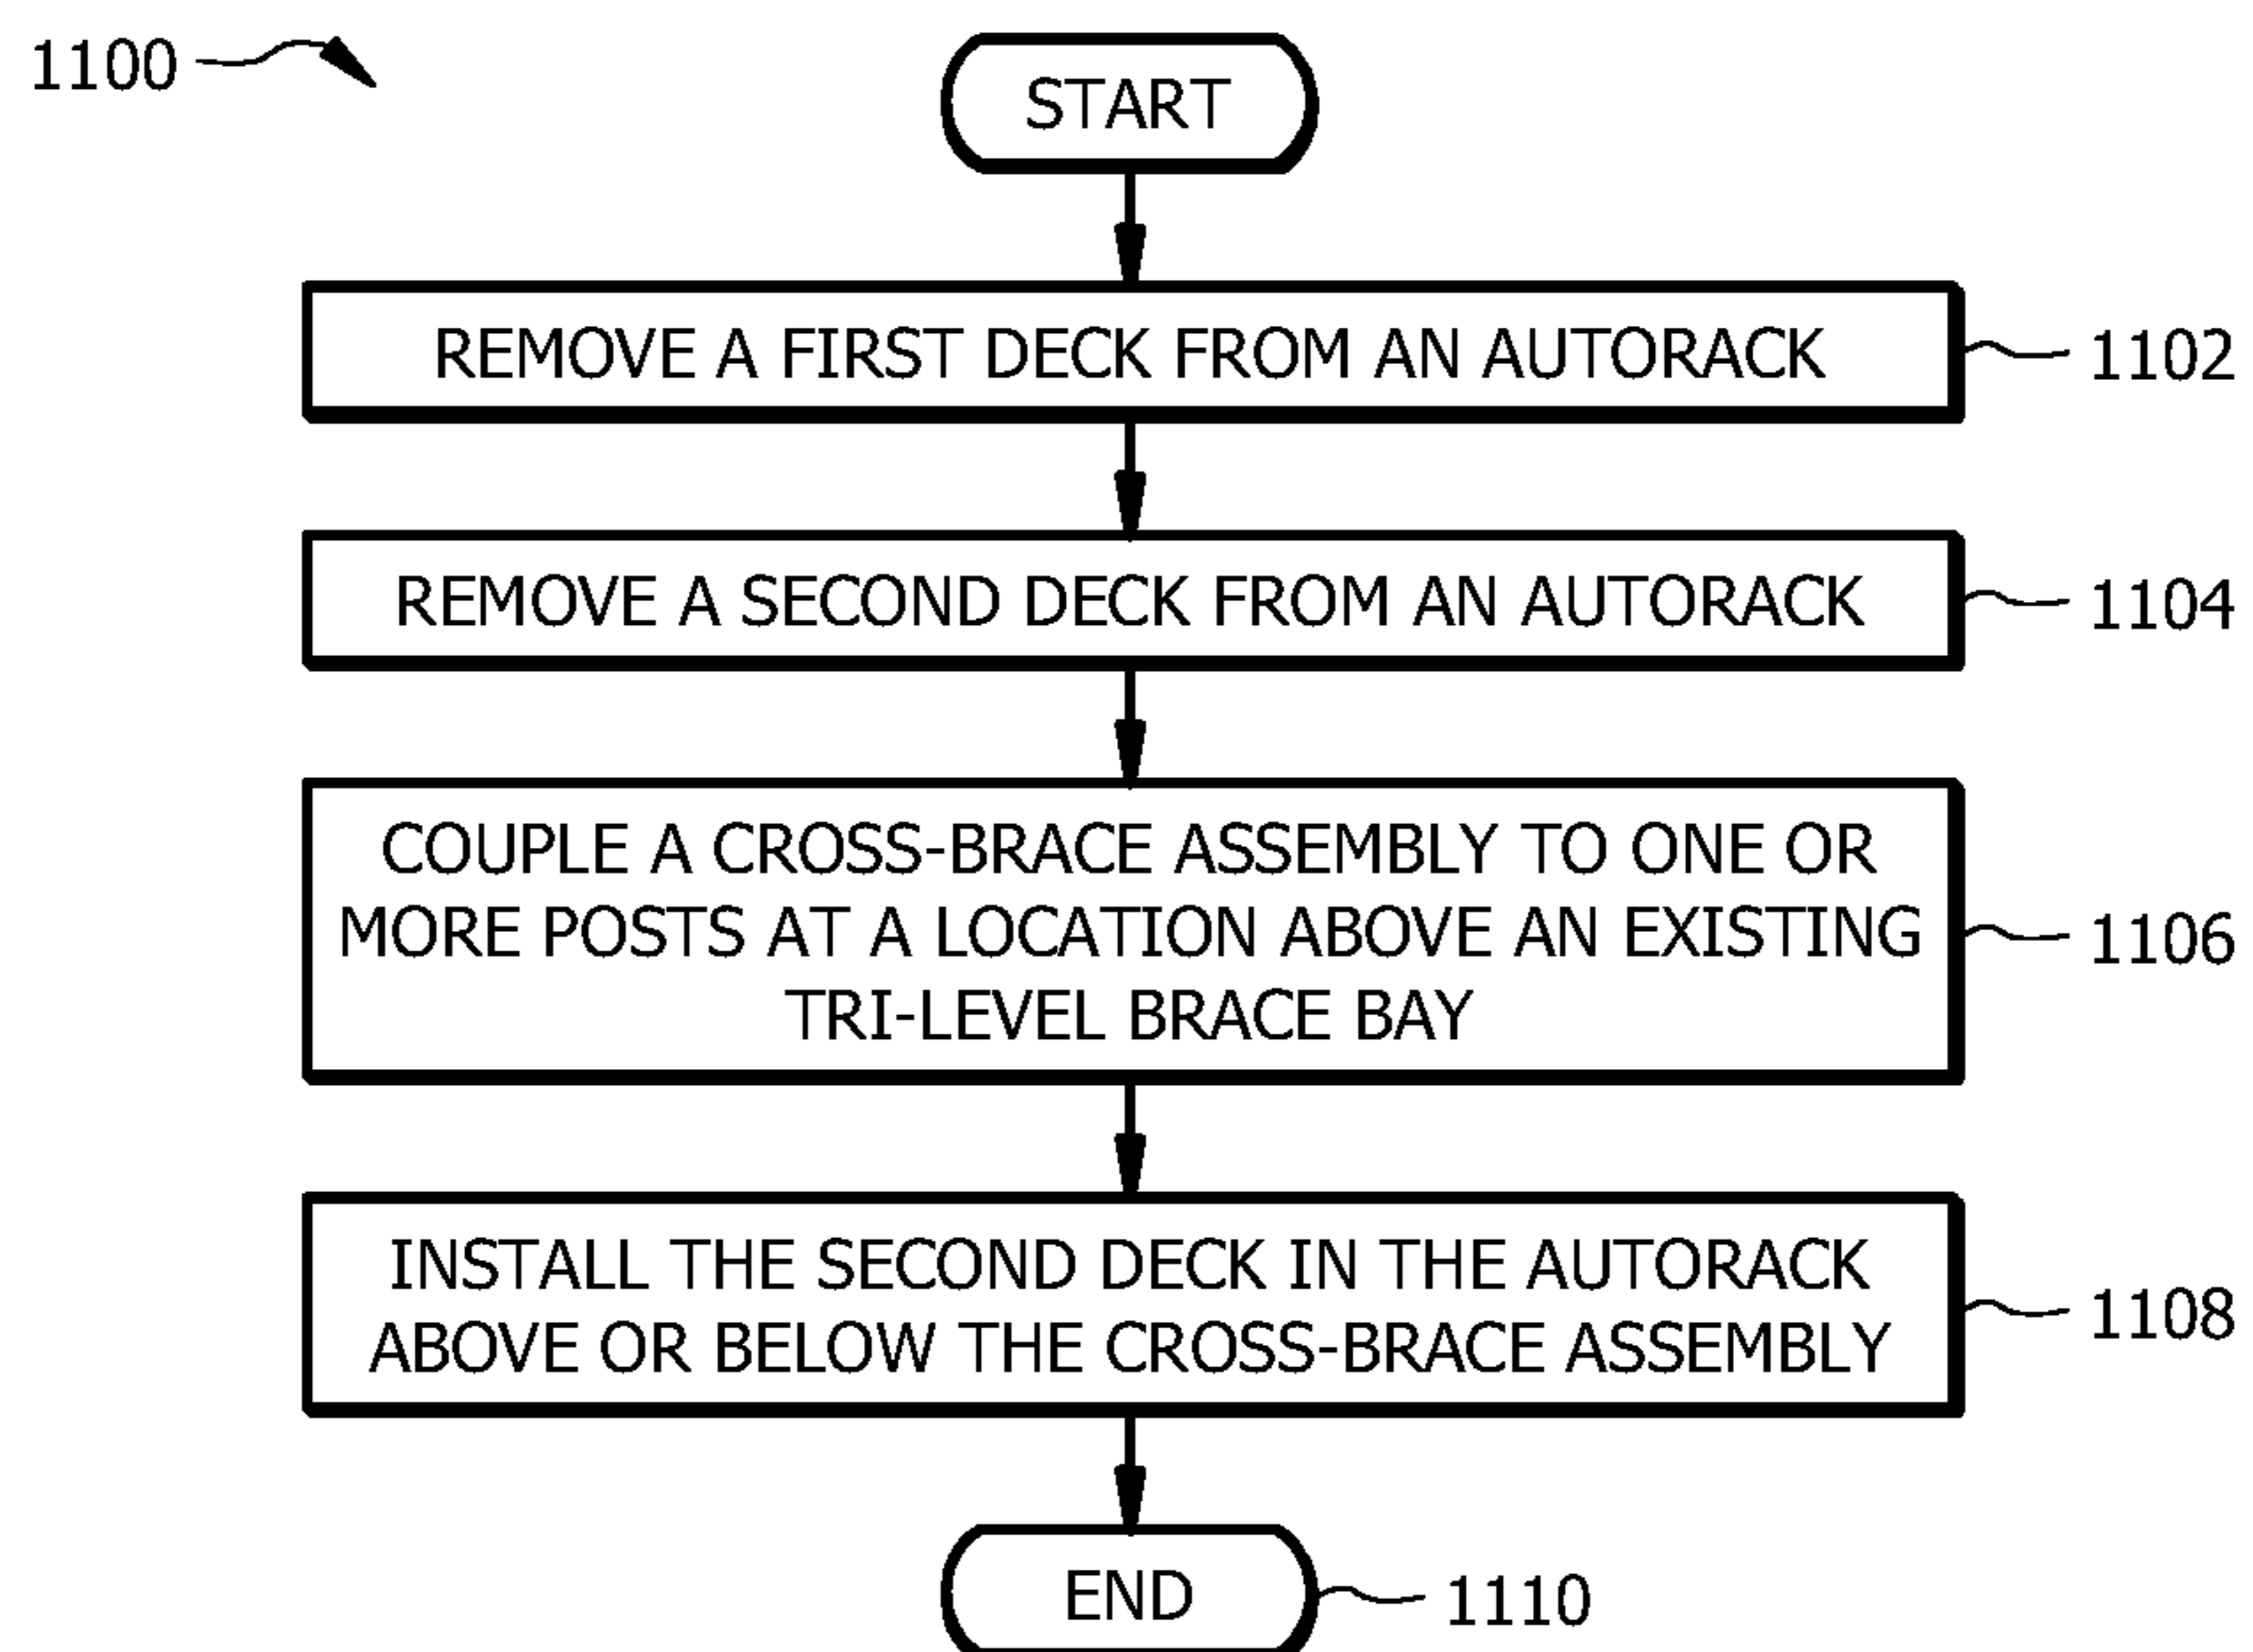 1100
START
REMOVE A FIRST DECK FROM AN AUTORACK
1102
REMOVE A SECOND DECK FROM AN AUTORACK
1104
COUPLE A CROSS-BRACE ASSEMBLY TO ONE OR
MORE POSTS AT A LOCATION ABOVE AN EXISTING
TRI-LEVEL BRACE BAY
1106
INSTALL THE SECOND DECK IN THE AUTORACK
ABOVE OR BELOW THE CROSS-BRACE ASSEMBLY
1108
END
1110